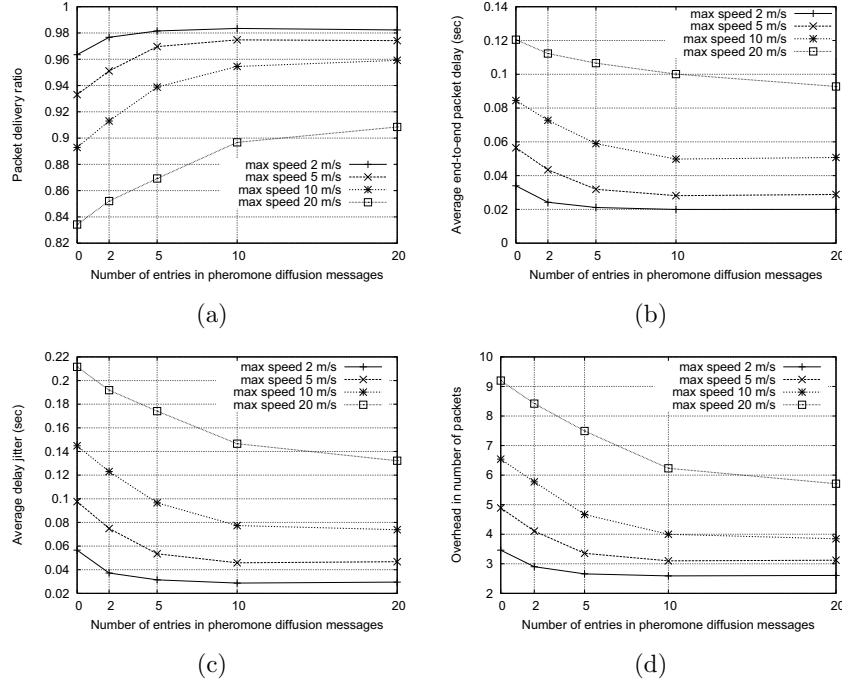 Packet delivery ratio
1
0.98
0.96
0.94
0.92
0.9
0.88
0.86
0.84
0.82
0 2 5 10 20
Number of entries in pheromone diffusion messages
max speed 2 m/s
max speed 5 m/s
max speed 10 m/s
max speed 20 m/s
(a)
Average end-to-end packet delay (sec)
0.14
0.12
0.1
0.08
0.06
0.04
0.02
0
0 2 5 10 20
Number of entries in pheromone diffusion messages
max speed 2 m/s
max speed 5 m/s
max speed 10 m/s
max speed 20 m/s
(b)
Average delay jitter (sec)
0.22
0.2
0.18
0.16
0.14
0.12
0.1
0.08
0.06
0.04
0.02
0 2 5 10 20
Number of entries in pheromone diffusion messages
max speed 2 m/s
max speed 5 m/s
max speed 10 m/s
max speed 20 m/s
(c)
Overhead in number of packets
10
9
8
7
6
5
4
3
2
0 2 5 10 20
Number of entries in pheromone diffusion messages
max speed 2 m/s
max speed 5 m/s
max speed 10 m/s
max speed 20 m/s
(d)